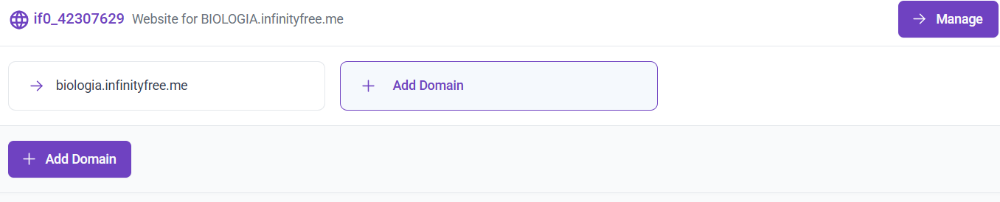 if0_42307629 Website for BIOLOGIA.infinityfree.me
Manage
biologia.infinityfree.me
Add Domain
Add Domain